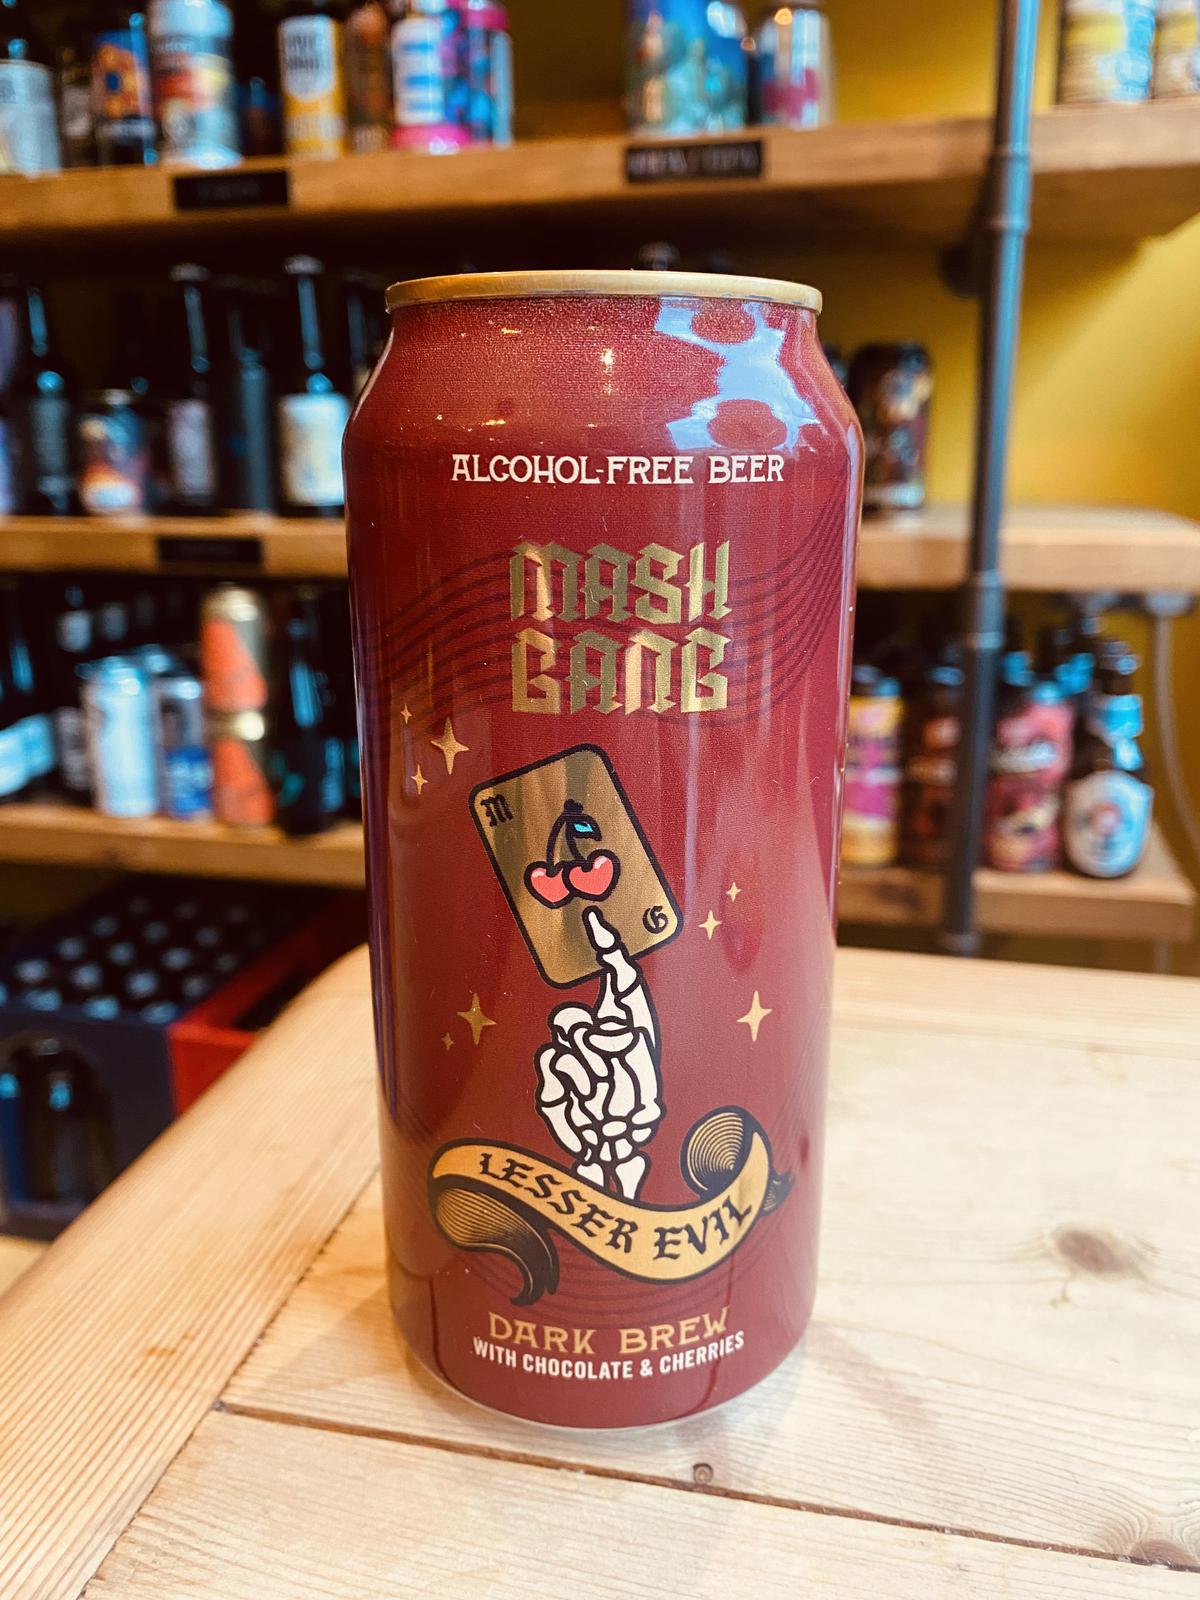 ALCOHOL-FREE BEER
MASH
GANG
M
G
LESSER EVIL
DARK BREW
WITH CHOCOLATE & CHERRIES